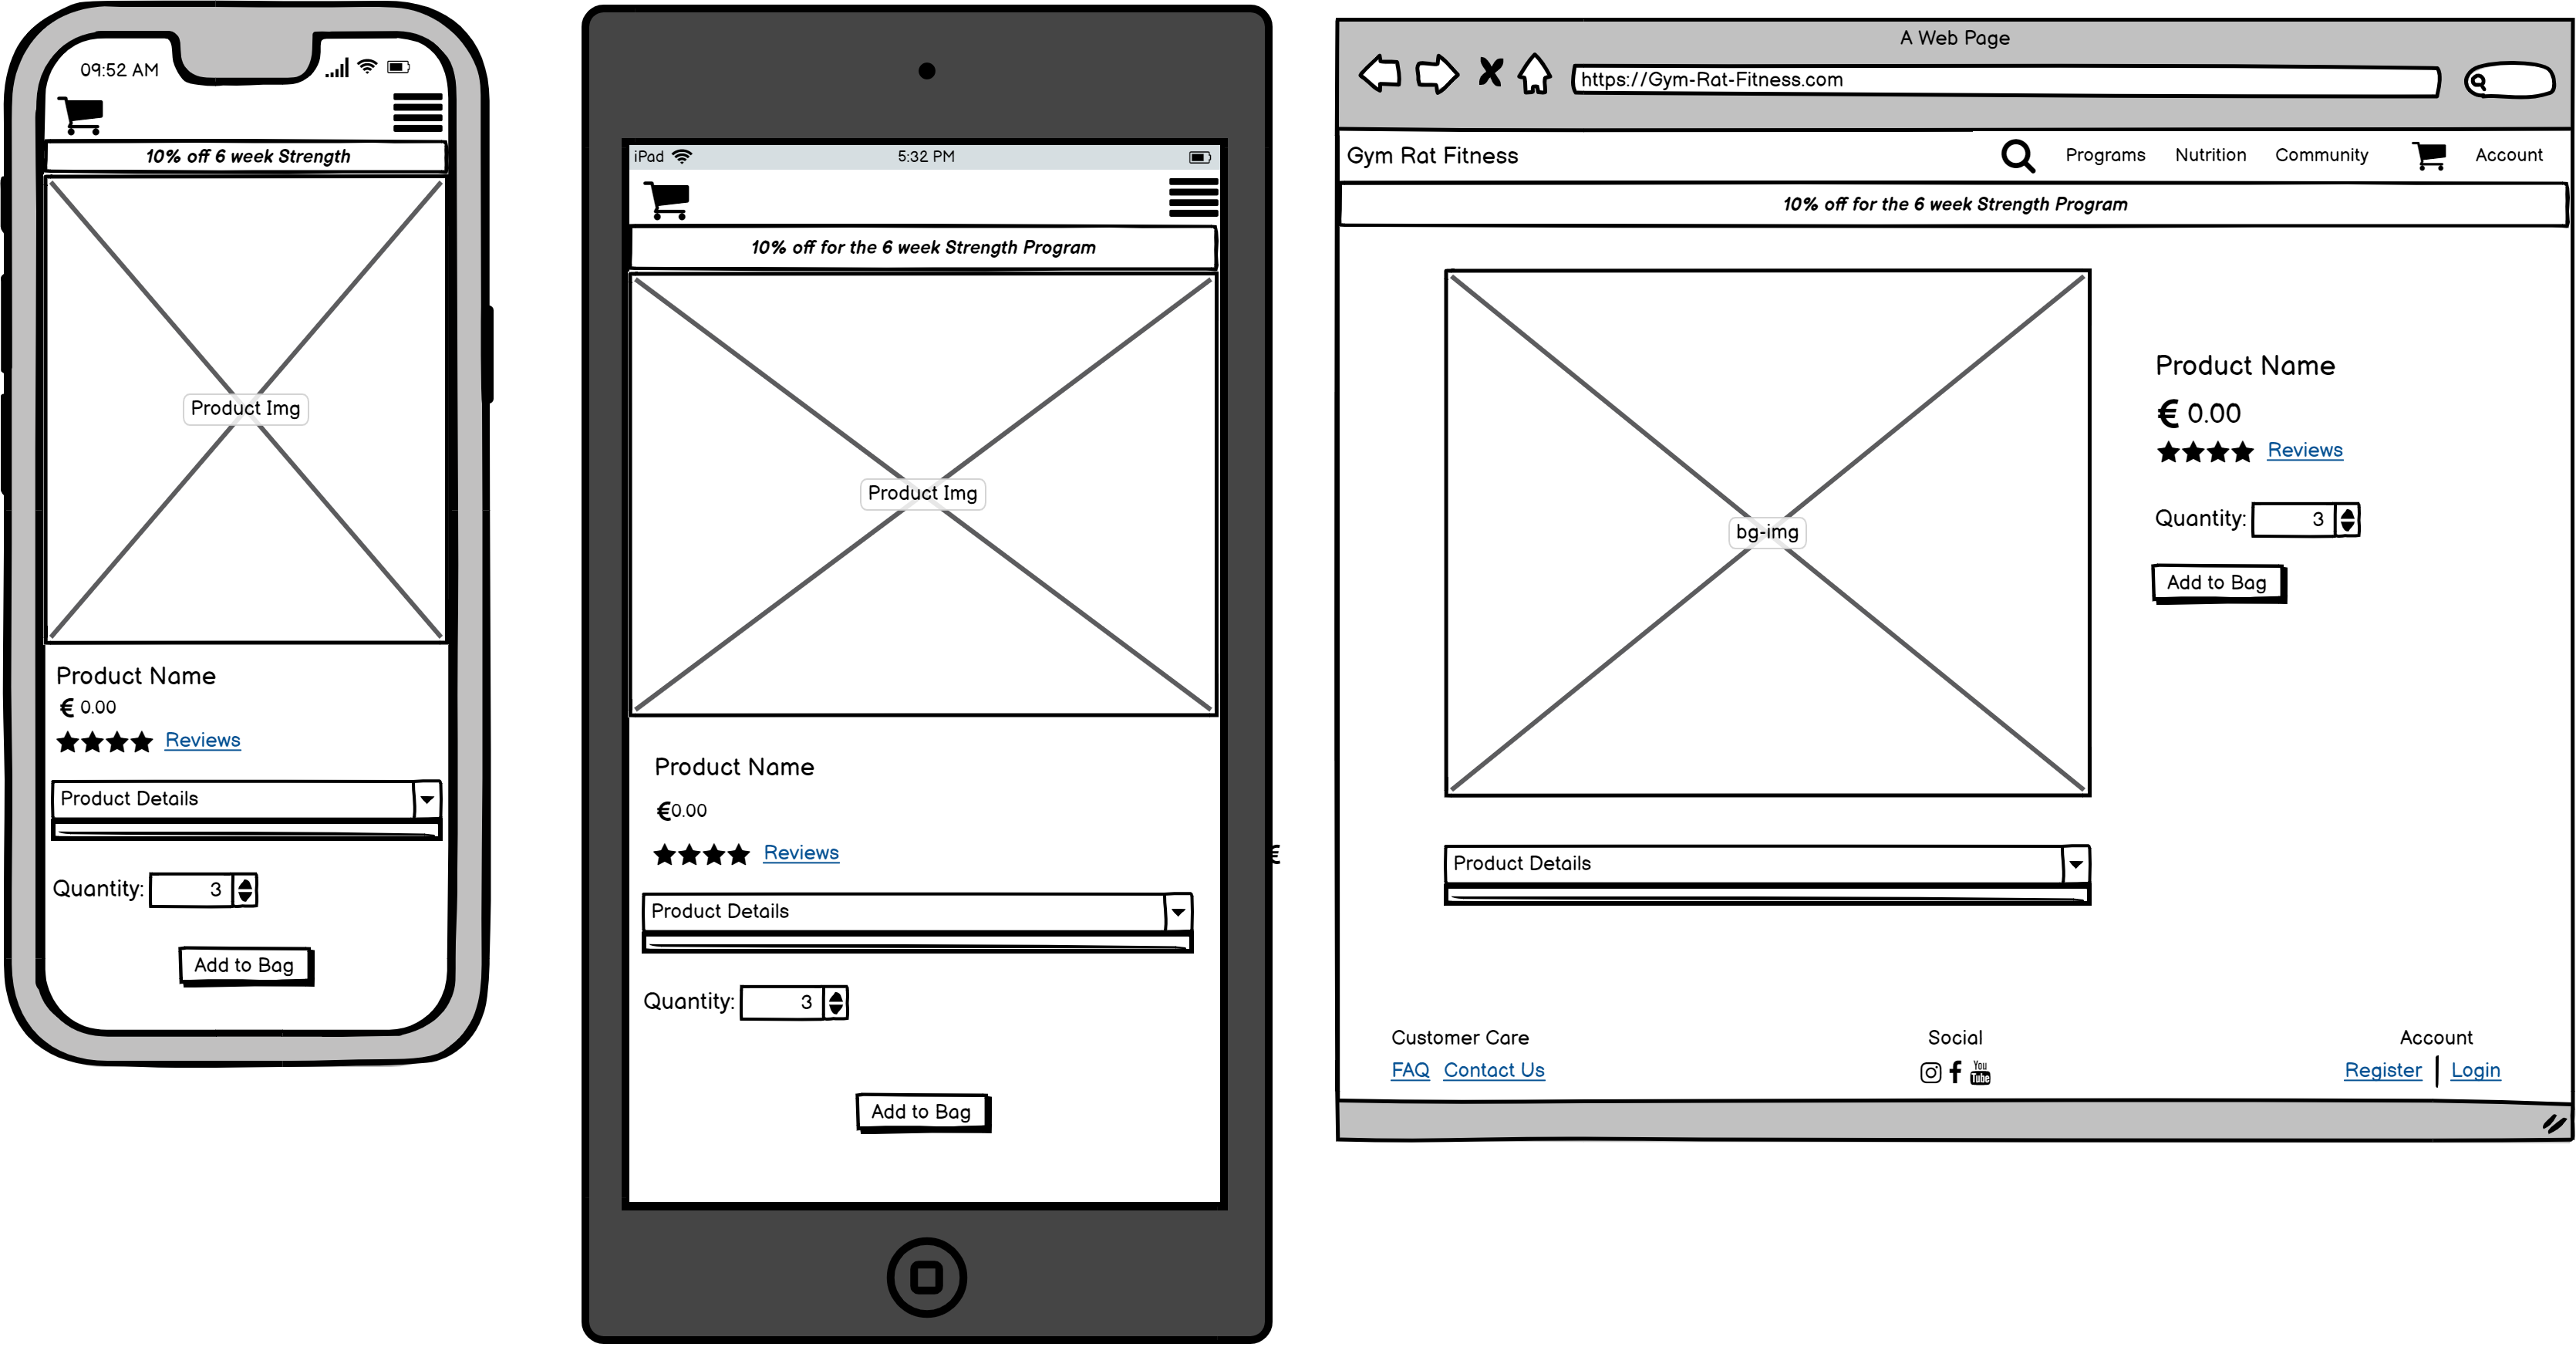 09:52 AM
10% off 6 week Strength
Product Img
Product Name
€ 0.00
Reviews
Product Details
Quantity: 3
Add to Bag
iPad 5:32 PM
10% off for the 6 week Strength Program
Product Img
Product Name
€0.00
Reviews
Product Details
Quantity: 3
Add to Bag
€
A Web Page
https://Gym-Rat-Fitness.com
Gym Rat Fitness Programs Nutrition Community Account
10% off for the 6 week Strength Program
bg-img
Product Name
€ 0.00
Reviews
Quantity: 3
Add to Bag
Product Details
Customer Care Social Account
FAQ Contact Us You Tube Register Login